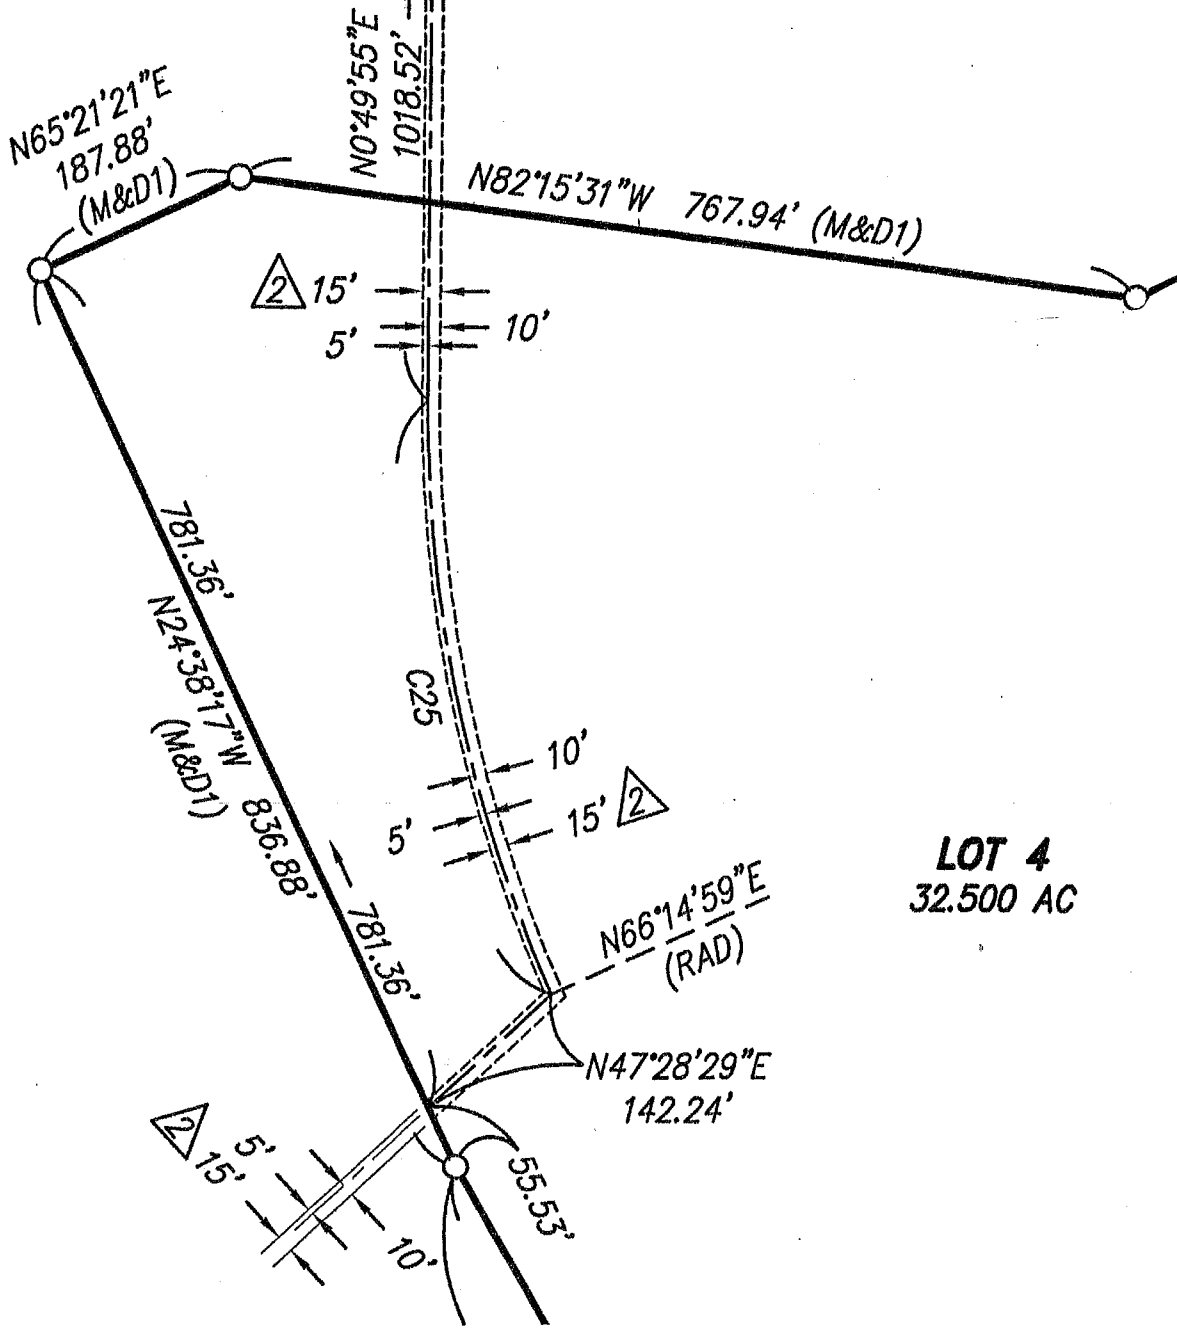 N0°49'55"E
1018.52'
N65°21'21"E
187.88'
(M&D1)
N82°15'31"W 767.94' (M&D1)
2 15'
10'
5'
781.36'
N24°38'17"W 836.88'
(M&D1)
C25
10'
15' 2
5'
LOT 4
32.500 AC
N66°14'59"E
(RAD)
781.36'
N47°28'29"E
142.24'
2
15'
5'
10'
55.53'